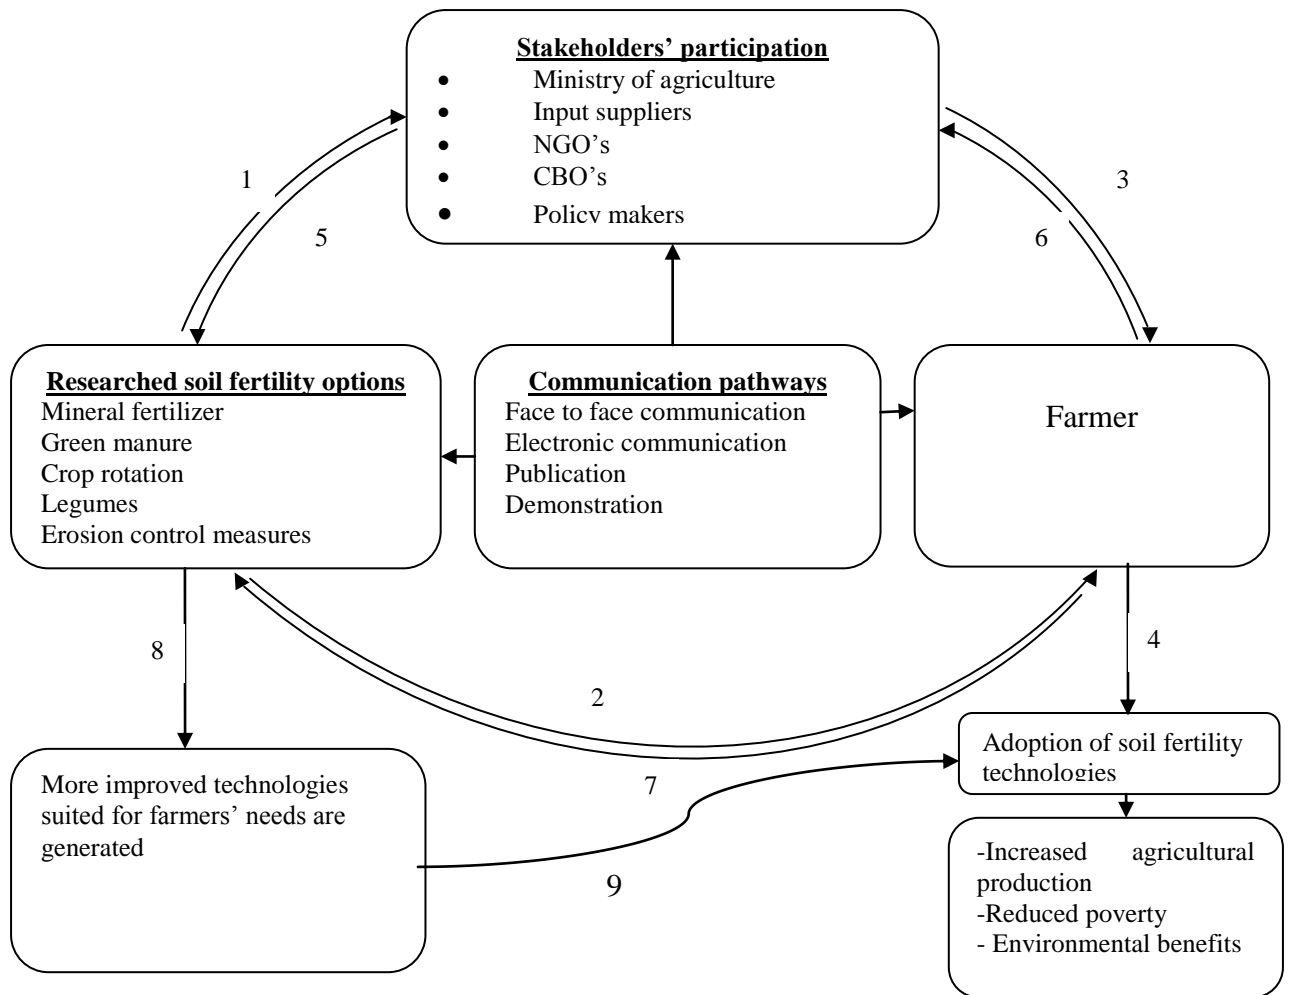 Stakeholders’ participation
• Ministry of agriculture
• Input suppliers
• NGO’s
• CBO’s
• Policv makers
1
5
3
6
Researched soil fertility options
Mineral fertilizer
Green manure
Crop rotation
Legumes
Erosion control measures
Communication pathways
Face to face communication
Electronic communication
Publication
Demonstration
Farmer
8
2
7
4
More improved technologies
suited for farmers’ needs are
generated
9
Adoption of soil fertility
technologies
-Increased agricultural
production
-Reduced poverty
- Environmental benefits